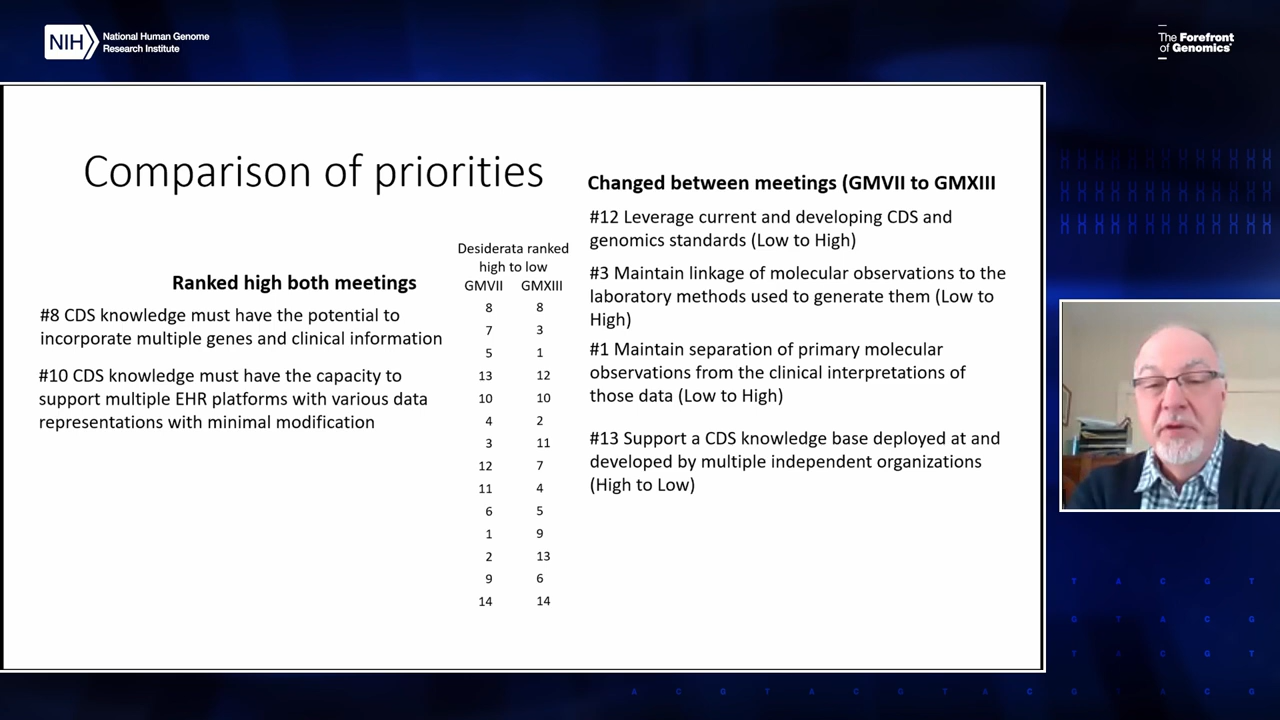 NIH
National Human Genome
Research Institute
The Forefront
of Genomics®
Comparison of priorities
Ranked high both meetings
#8 CDS knowledge must have the potential to
incorporate multiple genes and clinical information
#10 CDS knowledge must have the capacity to
support multiple EHR platforms with various data
representations with minimal modification
Desiderata ranked
high to low
GMVII GMXIII
8 8
7 3
5 1
13 12
10 10
4 2
3 11
12 7
11 4
6 5
1 9
2 13
9 6
14 14
Changed between meetings (GMVII to GMXIII
#12 Leverage current and developing CDS and
genomics standards (Low to High)
#3 Maintain linkage of molecular observations to the
laboratory methods used to generate them (Low to
High)
#1 Maintain separation of primary molecular
observations from the clinical interpretations of
those data (Low to High)
#13 Support a CDS knowledge base deployed at and
developed by multiple independent organizations
(High to Low)
T A C G T
G T A C G
T A C G T
A C G T A C G T A C G T A C G